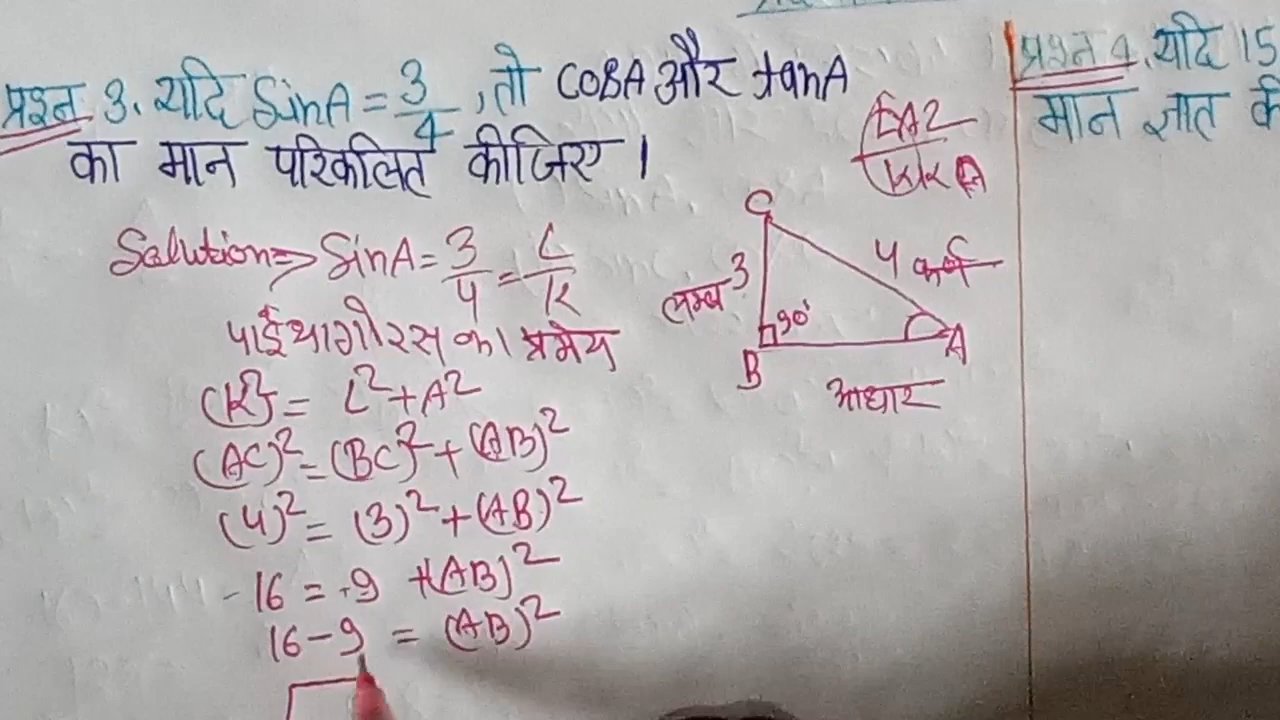 प्रश्न 3. यदि SinA = 3/4, तो COSA और tanA
का मान परिकलित कीजिए ।
LA2
KKA
Solution⇒ SinA = 3/4 = L/K
पाईथागोरस का प्रमेय
(K)² = L² + A²
(AC)² = (BC)² + (AB)²
(4)² = (3)² + (AB)²
- 16 = 9 + (AB)²
16 - 9 = (AB)²
C
लम्ब 3
4 कर्ण
90°
B
A
आधार
प्रश्न 4. यदि 15
मान ज्ञात की